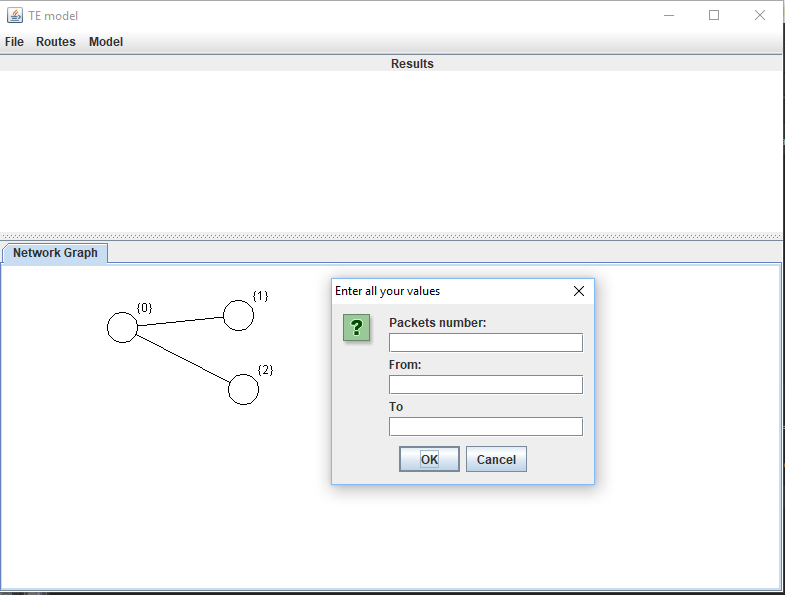 TE model
File Routes Model
Results
Network Graph
{0}
{1}
{2}
Enter all your values
?
Packets number:
From:
To
OK Cancel